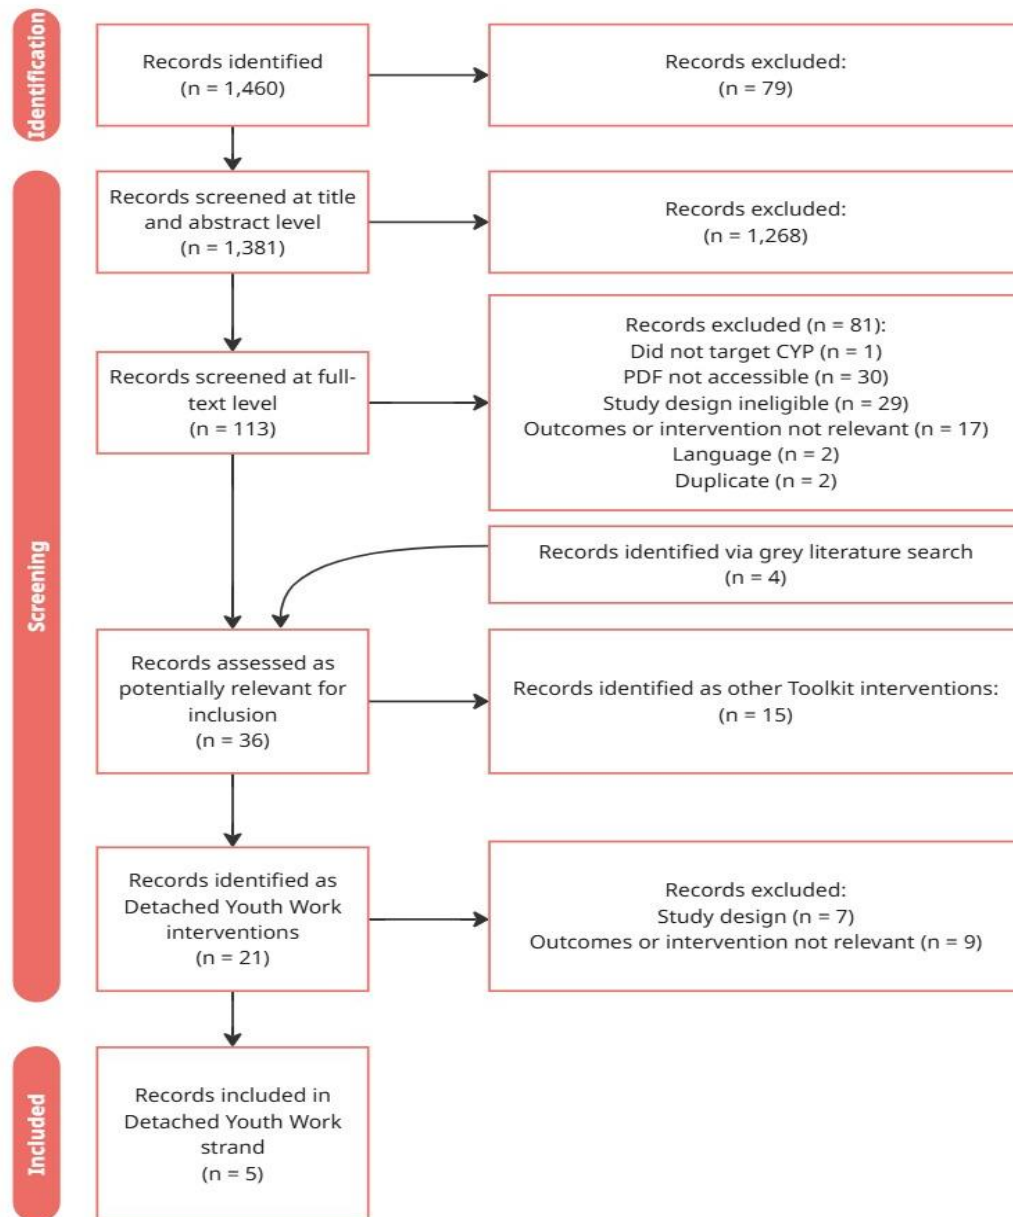 Identification
Records identified
(n = 1,460)
Records excluded:
(n = 79)
Screening
Records screened at title
and abstract level
(n = 1,381)
Records excluded:
(n = 1,268)
Records screened at full-
text level
(n = 113)
Records excluded (n = 81):
Did not target CYP (n = 1)
PDF not accessible (n = 30)
Study design ineligible (n = 29)
Outcomes or intervention not relevant (n = 17)
Language (n = 2)
Duplicate (n = 2)
Records identified via grey literature search
(n = 4)
Records assessed as
potentially relevant for
inclusion
(n = 36)
Records identified as other Toolkit interventions:
(n = 15)
Records identified as
Detached Youth Work
interventions
(n = 21)
Records excluded:
Study design (n = 7)
Outcomes or intervention not relevant (n = 9)
Included
Records included in
Detached Youth Work
strand
(n = 5)